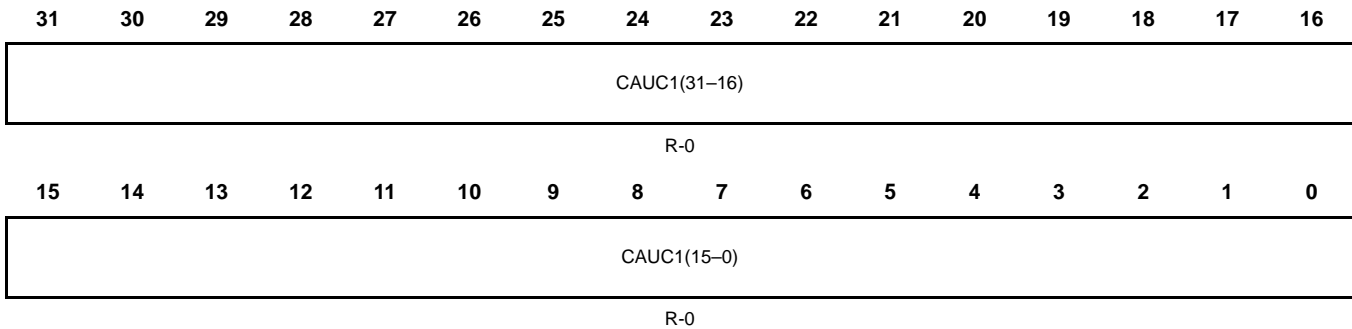 31 30 29 28 27 26 25 24 23 22 21 20 19 18 17 16
CAUC1(31–16)
R-0
15 14 13 12 11 10 9 8 7 6 5 4 3 2 1 0
CAUC1(15–0)
R-0